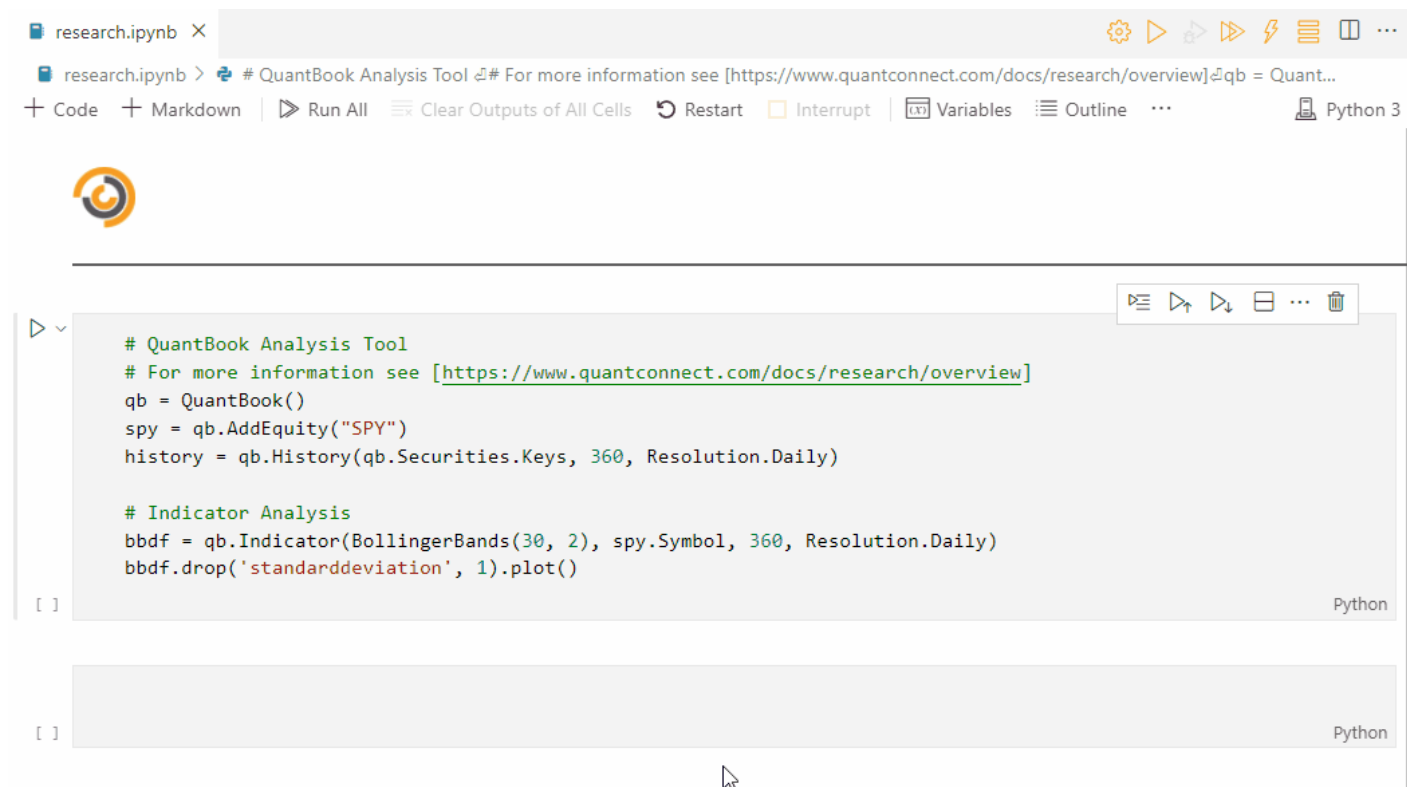 research.ipynb
research.ipynb > # QuantBook Analysis Tool ⏎# For more information see [https://www.quantconnect.com/docs/research/overview]⏎qb = Quant...
+ Code + Markdown Run All Clear Outputs of All Cells Restart Interrupt Variables Outline ... Python 3
# QuantBook Analysis Tool
# For more information see [https://www.quantconnect.com/docs/research/overview]
qb = QuantBook()
spy = qb.AddEquity("SPY")
history = qb.History(qb.Securities.Keys, 360, Resolution.Daily)
# Indicator Analysis
bbdf = qb.Indicator(BollingerBands(30, 2), spy.Symbol, 360, Resolution.Daily)
bbdf.drop('standarddeviation', 1).plot()
[ ] Python
[ ] Python